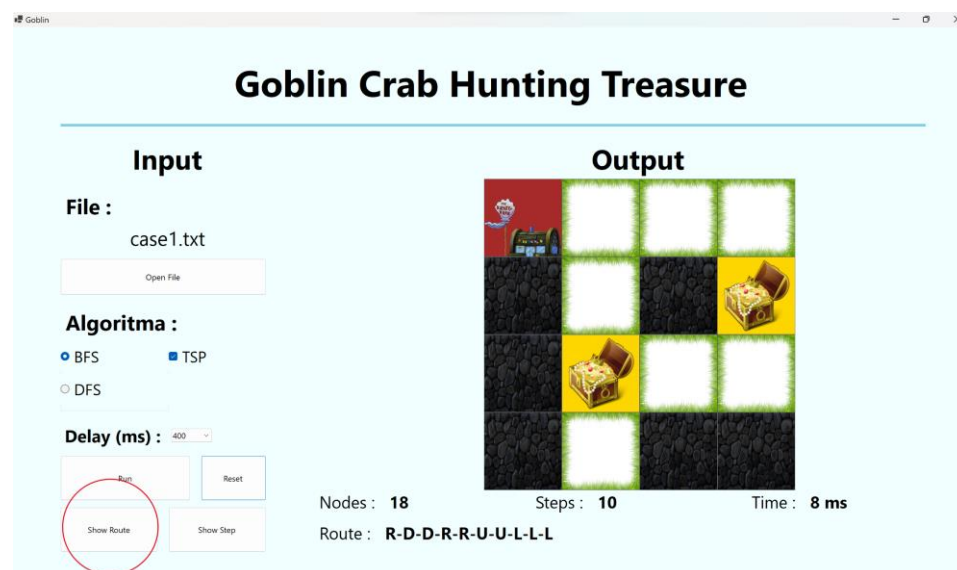 Goblin
Goblin Crab Hunting Treasure
Input
Output
File :
case1.txt
Open File
Algoritma :
BFS
TSP
DFS
Delay (ms) :
400
Run
Reset
Show Route
Show Step
Nodes : 18
Steps : 10
Time : 8 ms
Route : R-D-D-R-R-U-U-L-L-L